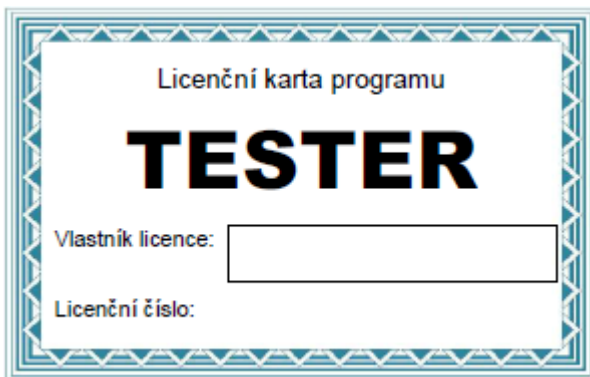 Licenční karta programu
TESTER
Vlastník licence:
Licenční číslo: